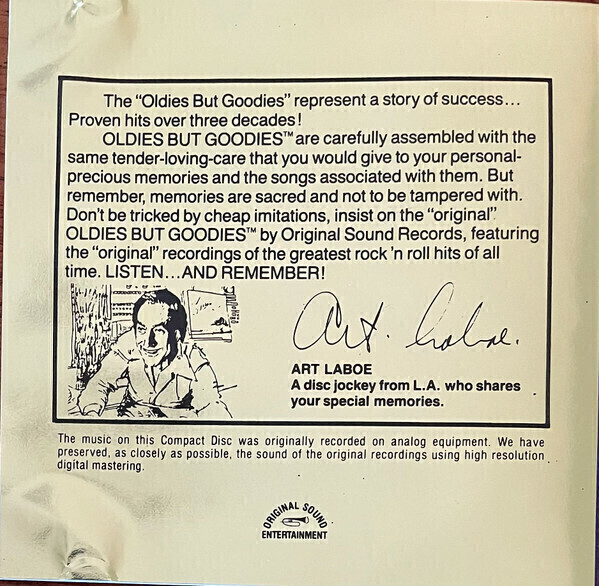 The "Oldies But Goodies" represent a story of success...
Proven hits over three decades!
OLDIES BUT GOODIES™ are carefully assembled with the
same tender-loving-care that you would give to your personal-
precious memories and the songs associated with them. But
remember, memories are sacred and not to be tampered with.
Don't be tricked by cheap imitations, insist on the "original"
OLDIES BUT GOODIES™ by Original Sound Records, featuring
the "original" recordings of the greatest rock 'n roll hits of all
time. LISTEN...AND REMEMBER!
Art. Laboe.
ART LABOE
A disc jockey from L.A. who shares
your special memories.
The music on this Compact Disc was originally recorded on analog equipment. We have
preserved, as closely as possible, the sound of the original recordings using high resolution
digital mastering.
ORIGINAL SOUND
ENTERTAINMENT